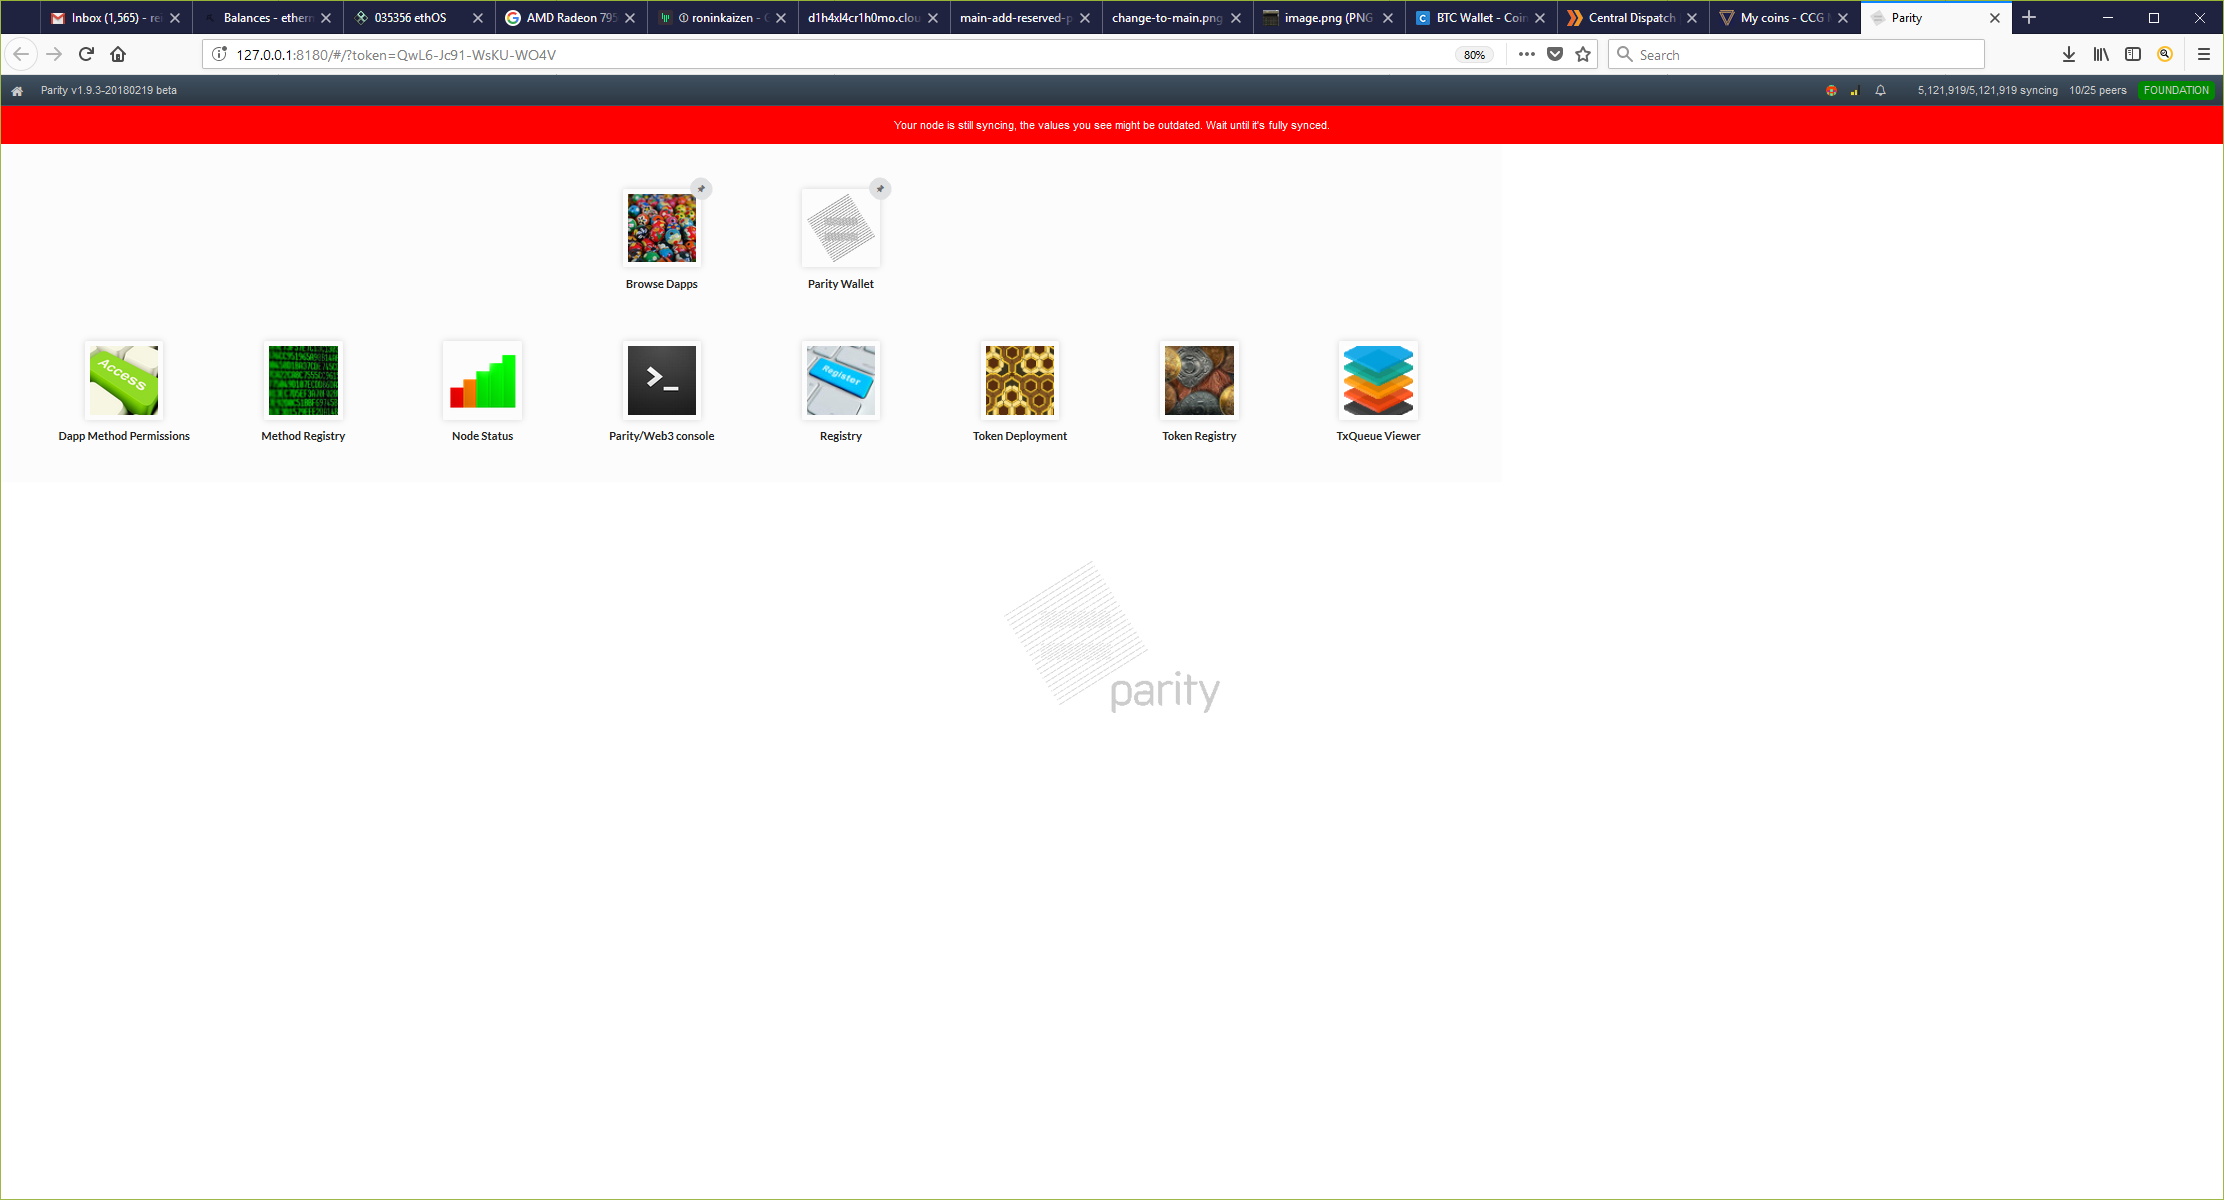 Inbox (1,565) - rei
Balances - ethern
035356 ethOS
AMD Radeon 795
roninkaizen - C
d1h4xl4cr1h0mo.clou
main-add-reserved-p
change-to-main.png
image.png (PNG
BTC Wallet - Coin
Central Dispatch
My coins - CCG M
Parity
127.0.0.1:8180/#/?token=QwL6-Jc91-WsKU-WO4V
80%
Search
Parity v1.9.3-20180219 beta
5,121,919/5,121,919 syncing
10/25 peers
FOUNDATION
Your node is still syncing, the values you see might be outdated. Wait until it's fully synced.
Browse Dapps
Parity Wallet
Access
Register
Dapp Method Permissions
Method Registry
Node Status
Parity/Web3 console
Registry
Token Deployment
Token Registry
TxQueue Viewer
parity